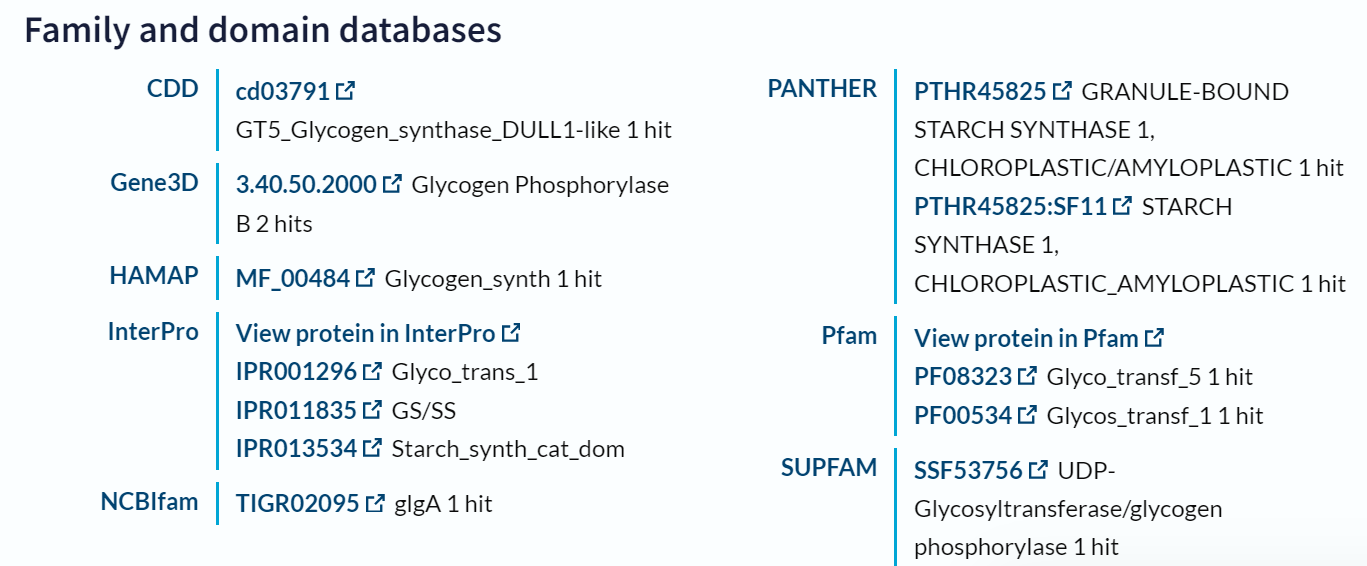 Family and domain databases
CDD
cd03791
GT5_Glycogen_synthase_DULL1-like 1 hit
Gene3D
3.40.50.2000 Glycogen Phosphorylase
B 2 hits
HAMAP
MF_00484 Glycogen_synth 1 hit
InterPro
View protein in InterPro
IPR001296 Glyco_trans_1
IPR011835 GS/SS
IPR013534 Starch_synth_cat_dom
NCBIfam
TIGR02095 glgA 1 hit
PANTHER
PTHR45825 GRANULE-BOUND
STARCH SYNTHASE 1,
CHLOROPLASTIC/AMYLOPLASTIC 1 hit
PTHR45825:SF11 STARCH
SYNTHASE 1,
CHLOROPLASTIC_AMYLOPLASTIC 1 hit
Pfam
View protein in Pfam
PF08323 Glyco_transf_5 1 hit
PF00534 Glycos_transf_1 1 hit
SUPFAM
SSF53756 UDP-
Glycosyltransferase/glycogen
phosphorylase 1 hit